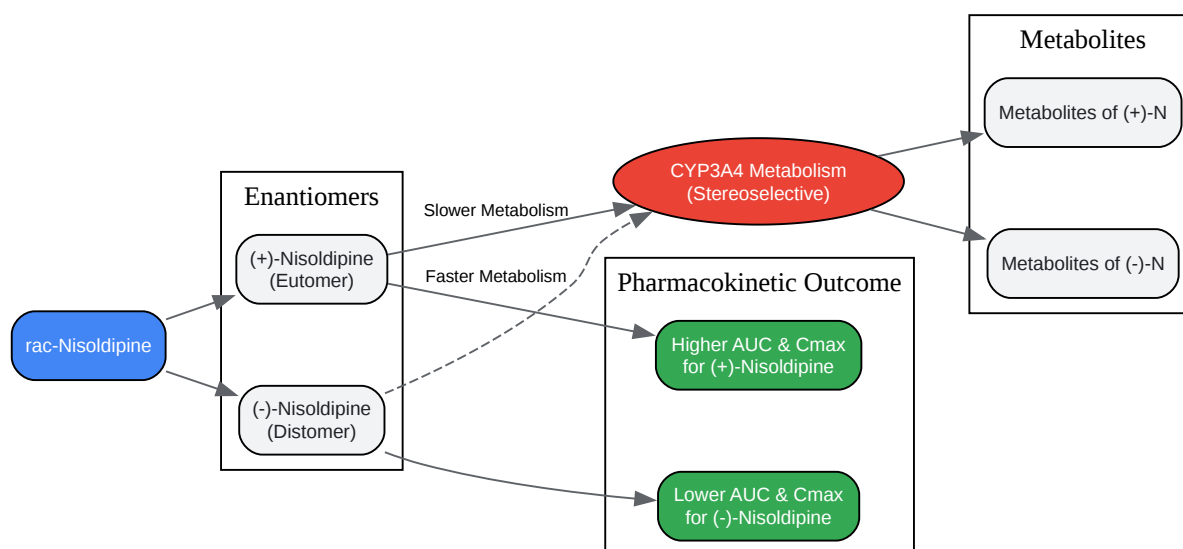 rac-Nisoldipine
Enantiomers
(+)-Nisoldipine
(Eutomer)
(-)-Nisoldipine
(Distomer)
Slower Metabolism
Faster Metabolism
CYP3A4 Metabolism
(Stereoselective)
Pharmacokinetic Outcome
Higher AUC & Cmax
for (+)-Nisoldipine
Lower AUC & Cmax
for (-)-Nisoldipine
Metabolites
Metabolites of (+)-N
Metabolites of (-)-N